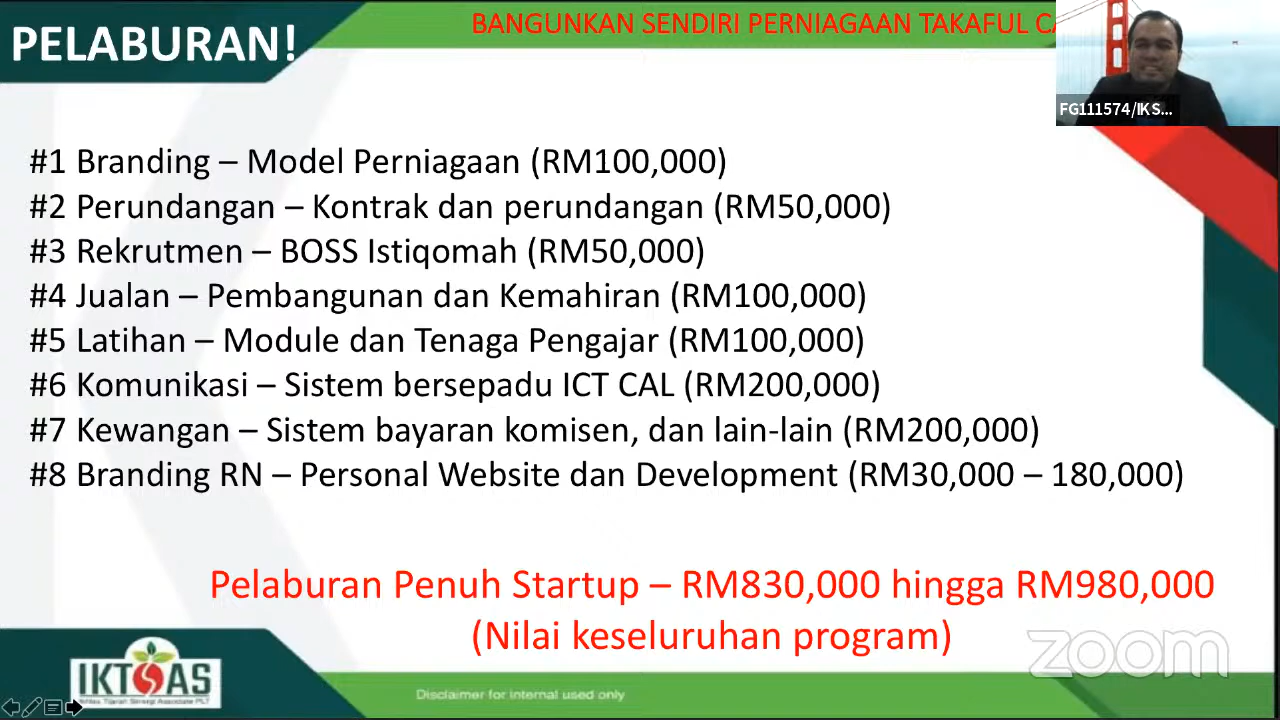 PELABURAN!
BANGUNKAN SENDIRI PERNIAGAAN TAKAFUL
FG111574/IKS...
#1 Branding – Model Perniagaan (RM100,000)
#2 Perundangan – Kontrak dan perundangan (RM50,000)
#3 Rekrutmen – BOSS Istiqomah (RM50,000)
#4 Jualan – Pembangunan dan Kemahiran (RM100,000)
#5 Latihan – Module dan Tenaga Pengajar (RM100,000)
#6 Komunikasi – Sistem bersepadu ICT CAL (RM200,000)
#7 Kewangan – Sistem bayaran komisen, dan lain-lain (RM200,000)
#8 Branding RN – Personal Website dan Development (RM30,000 – 180,000)
Pelaburan Penuh Startup – RM830,000 hingga RM980,000
(Nilai keseluruhan program)
zoom
IKTSAS
Disclaimer for internal used only